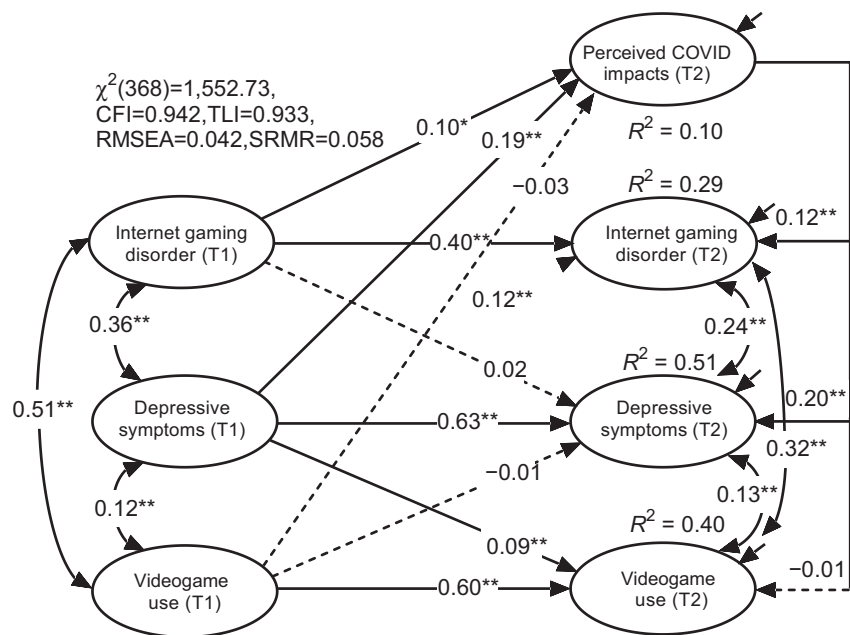 Perceived COVID
impacts (T2)
χ²(368)=1,552.73,
CFI=0.942,TLI=0.933,
RMSEA=0.042,SRMR=0.058
0.10*
0.19**
R² = 0.10
−0.03
R² = 0.29
Internet gaming
disorder (T1)
0.40**
Internet gaming
disorder (T2)
0.12**
0.12**
0.36**
0.24**
0.02
R² = 0.51
0.51**
Depressive
symptoms (T1)
0.63**
Depressive
symptoms (T2)
0.20**
0.32**
−0.01
0.12**
0.13**
R² = 0.40
0.09**
Videogame
use (T1)
0.60**
Videogame
use (T2)
−0.01